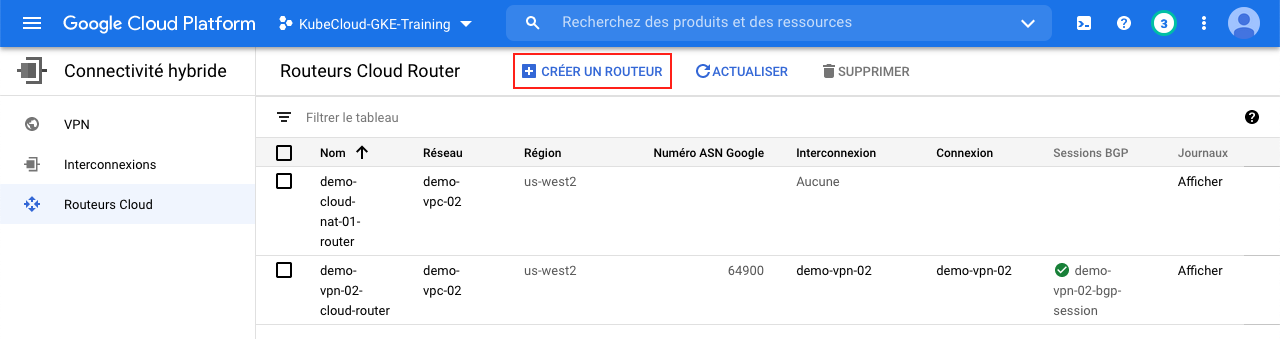 Google Cloud Platform
KubeCloud-GKE-Training
Recherchez des produits et des ressources
3
Connectivité hybride
Routeurs Cloud Router
CRÉER UN ROUTEUR
ACTUALISER
SUPPRIMER
VPN
Interconnexions
Routeurs Cloud
Filtrer le tableau
Nom Réseau Région Numéro ASN Google Interconnexion Connexion Sessions BGP Journaux
demo- demo- us-west2 Aucune Afficher
cloud- vpc-02
nat-01-
router
demo- demo- us-west2 64900 demo-vpn-02 demo-vpn-02 demo- Afficher
vpn-02- vpc-02 vpn-02-bgp-
cloud-router session